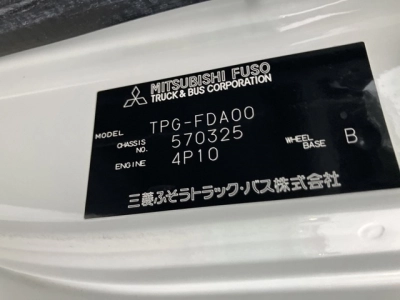 MITSUBISHI FUSO
TRUCK & BUS CORPORATION
MODEL TPG-FDA00
CHASSIS NO. 570325
ENGINE 4P10 WHEEL BASE B
三菱ふそうトラック・バス株式会社